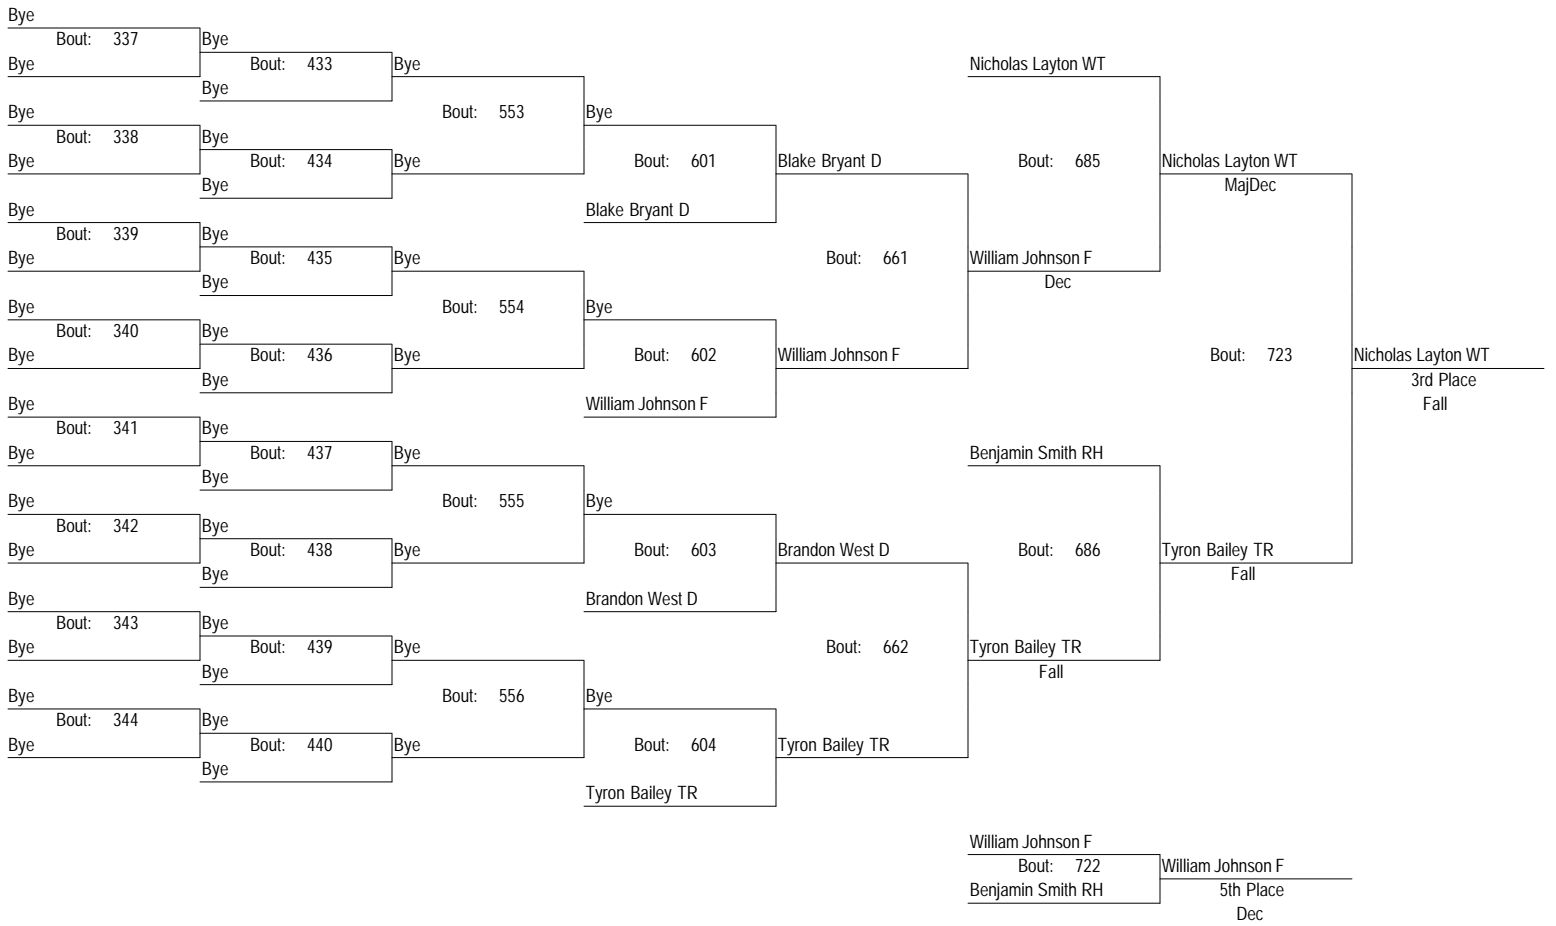 Bye
Bout: 337 Bye
Bye Bout: 433 Bye Nicholas Layton WT
Bye
Bye Bout: 553 Bye
Bout: 338 Bye
Bye Bout: 434 Bye Bout: 601 Blake Bryant D Bout: 685 Nicholas Layton WT
Bye MajDec
Bye Blake Bryant D
Bout: 339 Bye
Bye Bout: 435 Bye Bout: 661 William Johnson F
Bye Dec
Bye Bout: 554 Bye
Bout: 340 Bye
Bye Bout: 436 Bye Bout: 602 William Johnson F Bout: 723 Nicholas Layton WT
Bye 3rd Place
Bye William Johnson F Fall
Bout: 341 Bye
Bye Bout: 437 Bye Benjamin Smith RH
Bye
Bye Bout: 555 Bye
Bout: 342 Bye
Bye Bout: 438 Bye Bout: 603 Brandon West D Bout: 686 Tyron Bailey TR
Bye Fall
Bye Brandon West D
Bout: 343 Bye
Bye Bout: 439 Bye Bout: 662 Tyron Bailey TR
Bye Fall
Bye Bout: 556 Bye
Bout: 344 Bye
Bye Bout: 440 Bye Bout: 604 Tyron Bailey TR
Bye
Tyron Bailey TR
William Johnson F
Bout: 722 William Johnson F
Benjamin Smith RH 5th Place
Dec